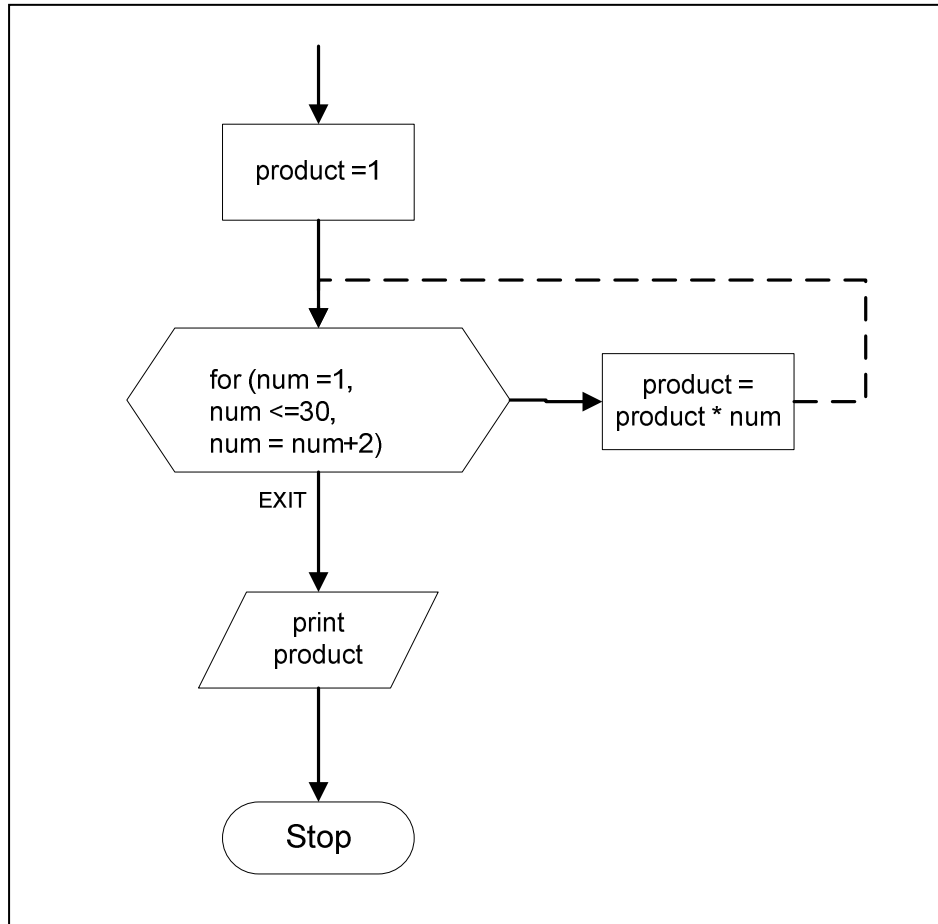 product =1
for (num =1,
num <=30,
num = num+2)
product =
product * num
EXIT
print
product
Stop